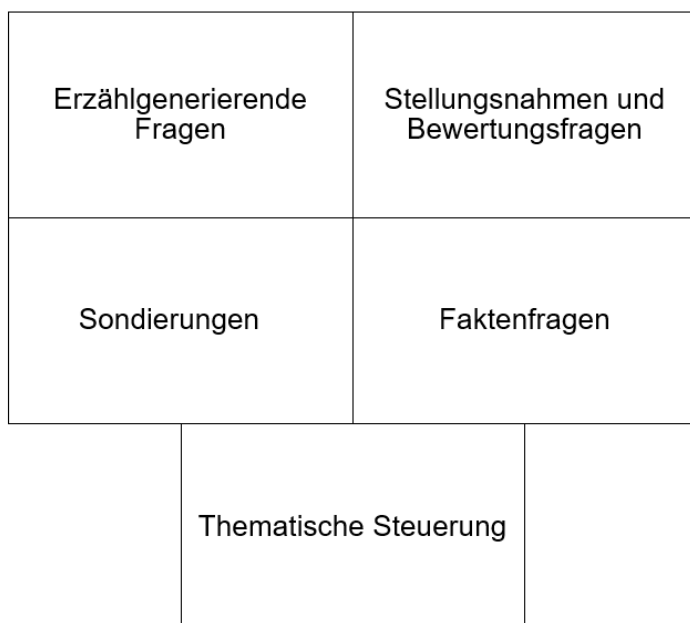 Erzählgenerierende
Fragen
Stellungsnahmen und
Bewertungsfragen
Sondierungen
Faktenfragen
Thematische Steuerung